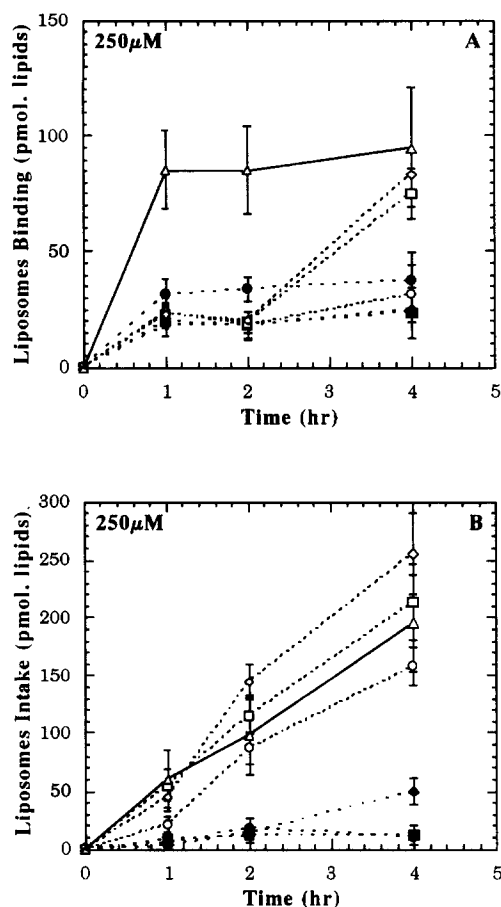 250μM
A
150
100
50
0
Liposomes Binding (pmol. lipids)
0 1 2 3 4 5
Time (hr)
250μM
B
300
250
200
150
100
50
0
Liposomes Intake (pmol. lipids).
0 1 2 3 4 5
Time (hr)